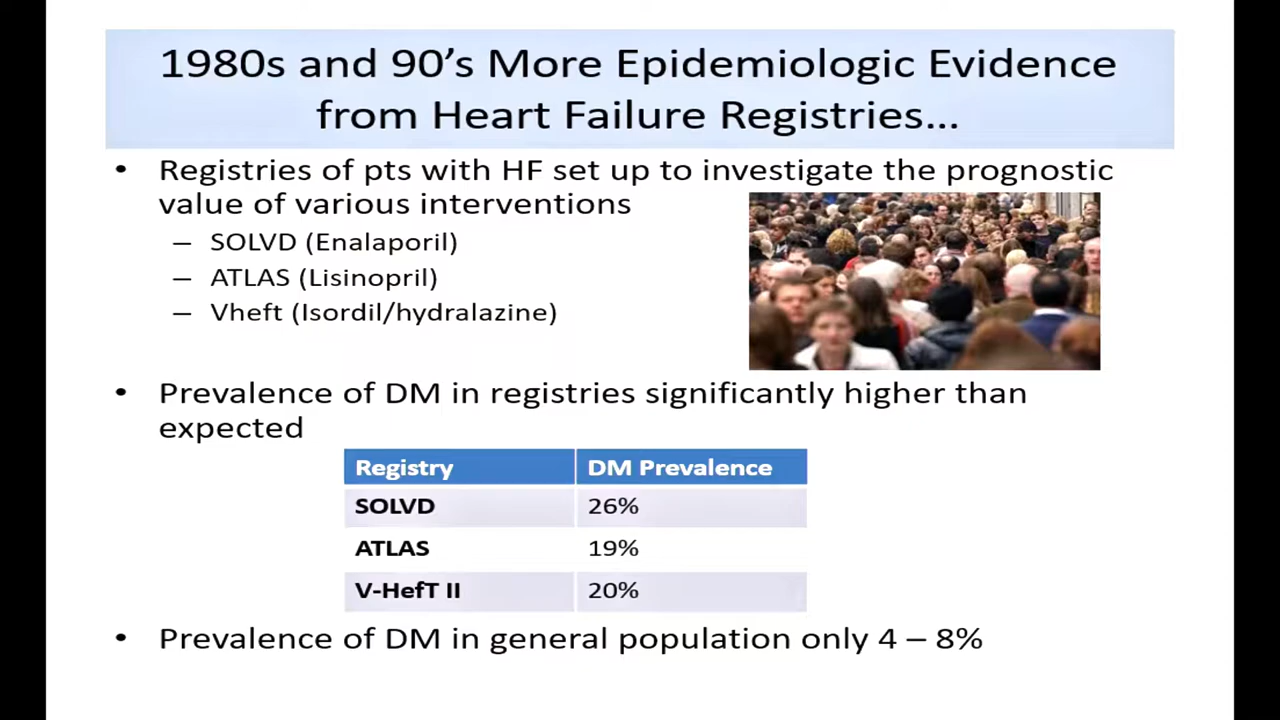 1980s and 90's More Epidemiologic Evidence
from Heart Failure Registries...
• Registries of pts with HF set up to investigate the prognostic
value of various interventions
– SOLVD (Enalaporil)
– ATLAS (Lisinopril)
– Vheft (Isordil/hydralazine)
• Prevalence of DM in registries significantly higher than
expected
Registry DM Prevalence
SOLVD 26%
ATLAS 19%
V-HefT II 20%
• Prevalence of DM in general population only 4 – 8%